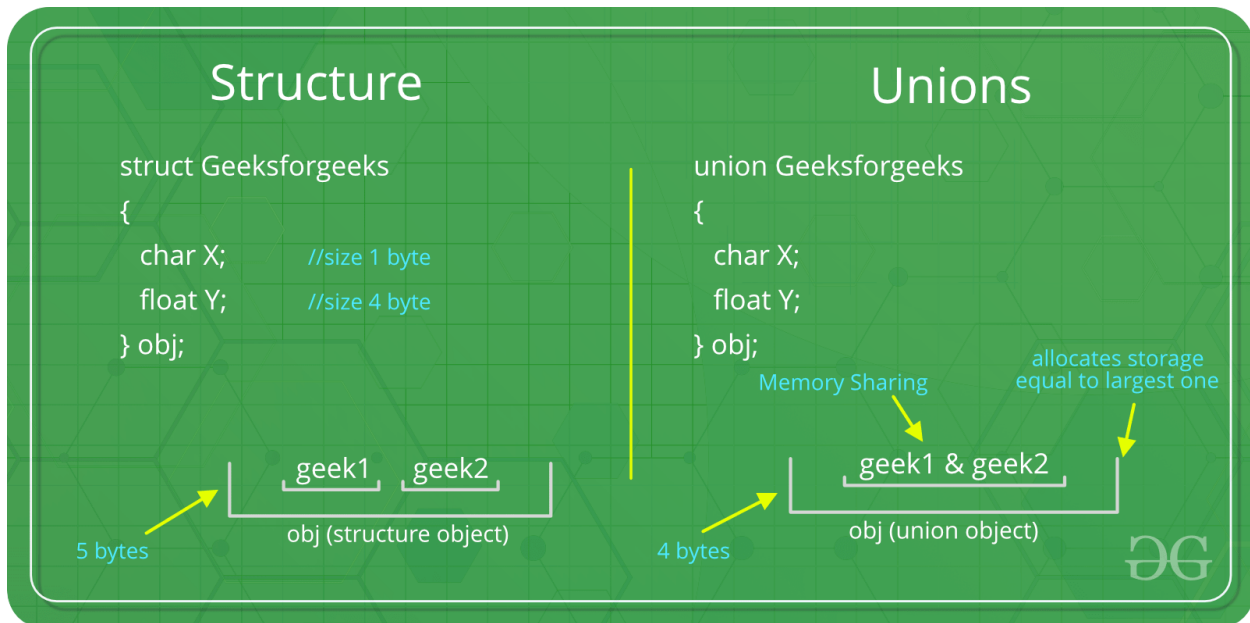 Structure
struct Geeksforgeeks
{
char X; //size 1 byte
float Y; //size 4 byte
} obj;
geek1 geek2
obj (structure object)
5 bytes
Unions
union Geeksforgeeks
{
char X;
float Y;
} obj;
Memory Sharing
allocates storage
equal to largest one
geek1 & geek2
obj (union object)
4 bytes